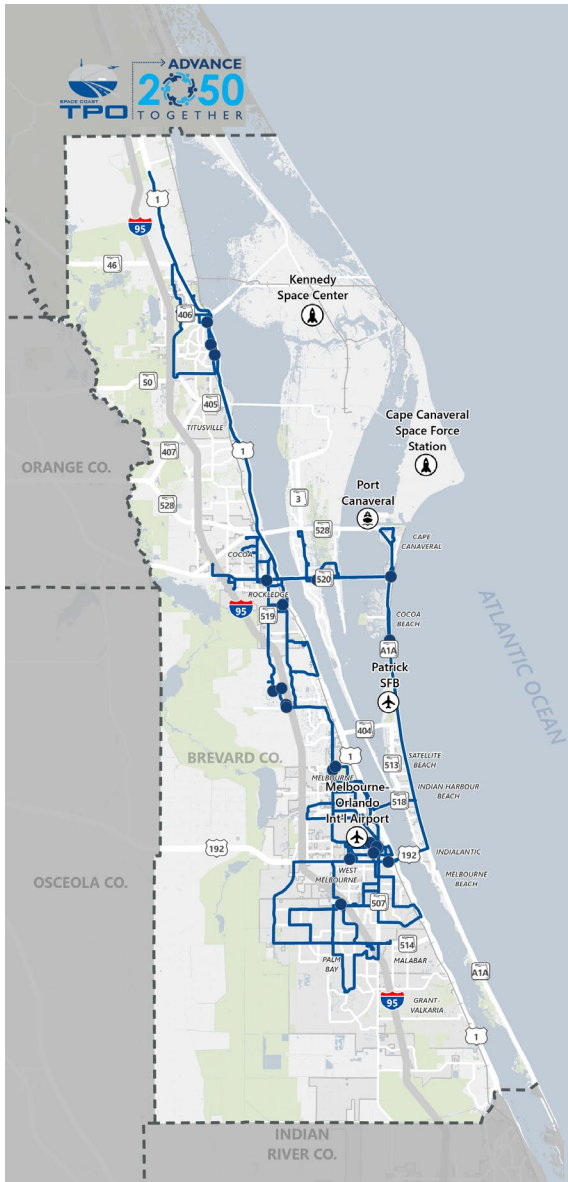 ADVANCE
2050
TOGETHER
SPACE COAST
TPO
1
95
46
Kennedy
Space Center
406
50
405
TITUSVILLE
Cape Canaveral
Space Force
Station
407
1
ORANGE CO.
Port
Canaveral
3
528
528
CAPE
CANAVERAL
COCOA
520
ROCKLEDGE
95
519
COCOA
BEACH
A1A
ATLANTIC OCEAN
Patrick
SFB
404
1
BREVARD CO.
513
SATELLITE
BEACH
MELBOURNE
Melbourne-
Orlando
Int'l Airport
518
INDIAN HARBOUR
BEACH
192
192
INDIALANTIC
WEST
MELBOURNE
MELBOURNE
BEACH
OSCEOLA CO.
507
514
PALM
BAY
MALABAR
A1A
95
GRANT-
VALKARIA
1
INDIAN
RIVER CO.